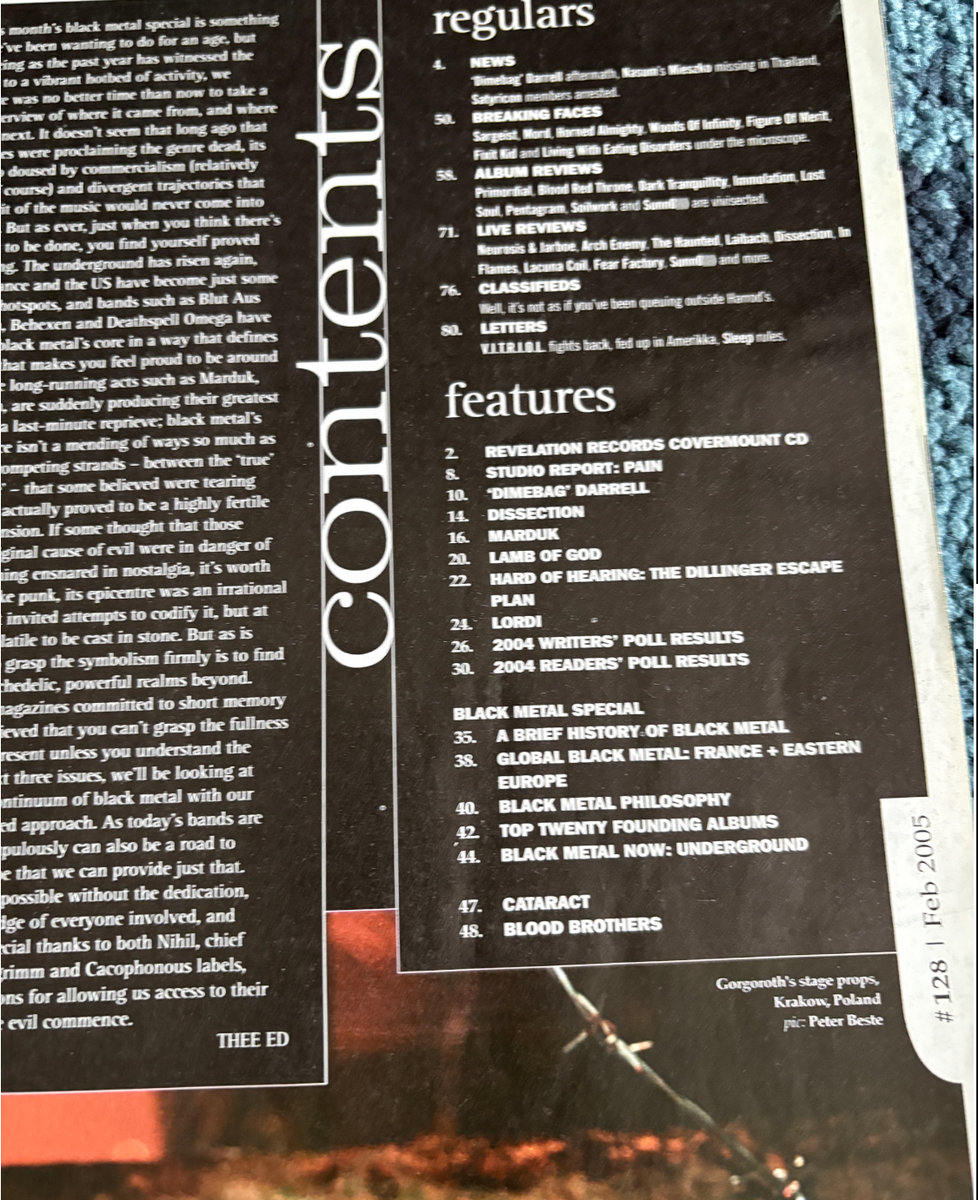 s month's black metal special is something
've been wanting to do for an age, but
ing as the past year has witnessed the
to a vibrant hotbed of activity, we
e was no better time than now to take a
erview of where it came from, and where
next. It doesn't seem that long ago that
es were proclaiming the genre dead, its
doused by commercialism (relatively
course) and divergent trajectories that
it of the music would never come into
But as ever, just when you think there's
to be done, you find yourself proved
ng. The underground has risen again,
ance and the US have become just some
hotspots, and bands such as Blut Aus
. Behexen and Deathspell Omega have
black metal's core in a way that defines
that makes you feel proud to be around
e long-running acts such as Marduk,
are suddenly producing their greatest
a last-minute reprieve; black metal's
ce isn't a mending of ways so much as
ompeting strands – between the 'true'
' – that some believed were tearing
actually proved to be a highly fertile
nsion. If some thought that those
ginal cause of evil were in danger of
ing ensnared in nostalgia, it's worth
ke punk, its epicentre was an irrational
invited attempts to codify it, but at
latile to be cast in stone. But as is
grasp the symbolism firmly is to find
chedelic, powerful realms beyond.
magazines committed to short memory
ieved that you can't grasp the fullness
resent unless you understand the
t three issues, we'll be looking at
ontinuum of black metal with our
ed approach. As today's bands are
pulously can also be a road to
e that we can provide just that.
possible without the dedication,
dge of everyone involved, and
cial thanks to both Nihil, chief
rimm and Cacophonous labels,
ons for allowing us access to their
evil commence.
THEE ED
contents
regulars
4. NEWS
'Dimebag' Darrell aftermath, Nasum's Mieszko missing in Thailand,
Satyricon members arrested.
50. BREAKING FACES
Sargeist, Mord, Horned Almighty, Woods Of Infinity, Figure Of Merit,
Finit Kid and Living With Eating Disorders under the microscope.
58. ALBUM REVIEWS
Primordial, Blood Red Throne, Dark Tranquillity, Immolation, Lost
Soul, Pentagram, Soilwork and Sunn0 are vivisected.
71. LIVE REVIEWS
Neurosis & Jarboe, Arch Enemy, The Haunted, Laibach, Dissection, In
Flames, Lacuna Coil, Fear Factory, Sunn0 and more.
76. CLASSIFIEDS
Well, it's not as if you've been queuing outside Harrod's.
80. LETTERS
V.I.T.R.I.O.L. fights back, fed up in Amerikka, Sleep rules.
features
2. REVELATION RECORDS COVERMOUNT CD
8. STUDIO REPORT: PAIN
10. 'DIMEBAG' DARRELL
14. DISSECTION
16. MARDUK
20. LAMB OF GOD
22. HARD OF HEARING: THE DILLINGER ESCAPE
PLAN
24. LORDI
26. 2004 WRITERS' POLL RESULTS
30. 2004 READERS' POLL RESULTS
BLACK METAL SPECIAL
35. A BRIEF HISTORY OF BLACK METAL
38. GLOBAL BLACK METAL: FRANCE + EASTERN
EUROPE
40. BLACK METAL PHILOSOPHY
42. TOP TWENTY FOUNDING ALBUMS
44. BLACK METAL NOW: UNDERGROUND
47. CATARACT
48. BLOOD BROTHERS
Gorgoroth's stage props,
Krakow, Poland
pic: Peter Beste
#128 | Feb 2005